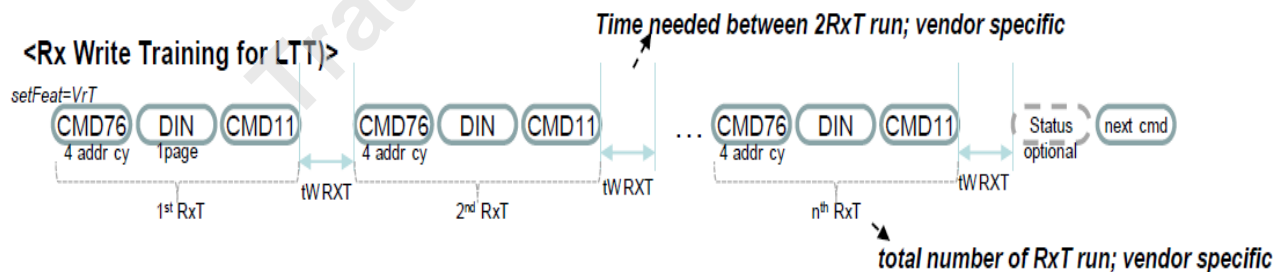 Time needed between 2RxT run; vendor specific
<Rx Write Training for LTT)>
setFeat=VrT
CMD76 DIN CMD11 CMD76 DIN CMD11 ... CMD76 DIN CMD11 Status next cmd
4 addr cy 1page 4 addr cy 4 addr cy optional
tWRXT tWRXT tWRXT
1st RxT 2nd RxT nth RxT
total number of RxT run; vendor specific